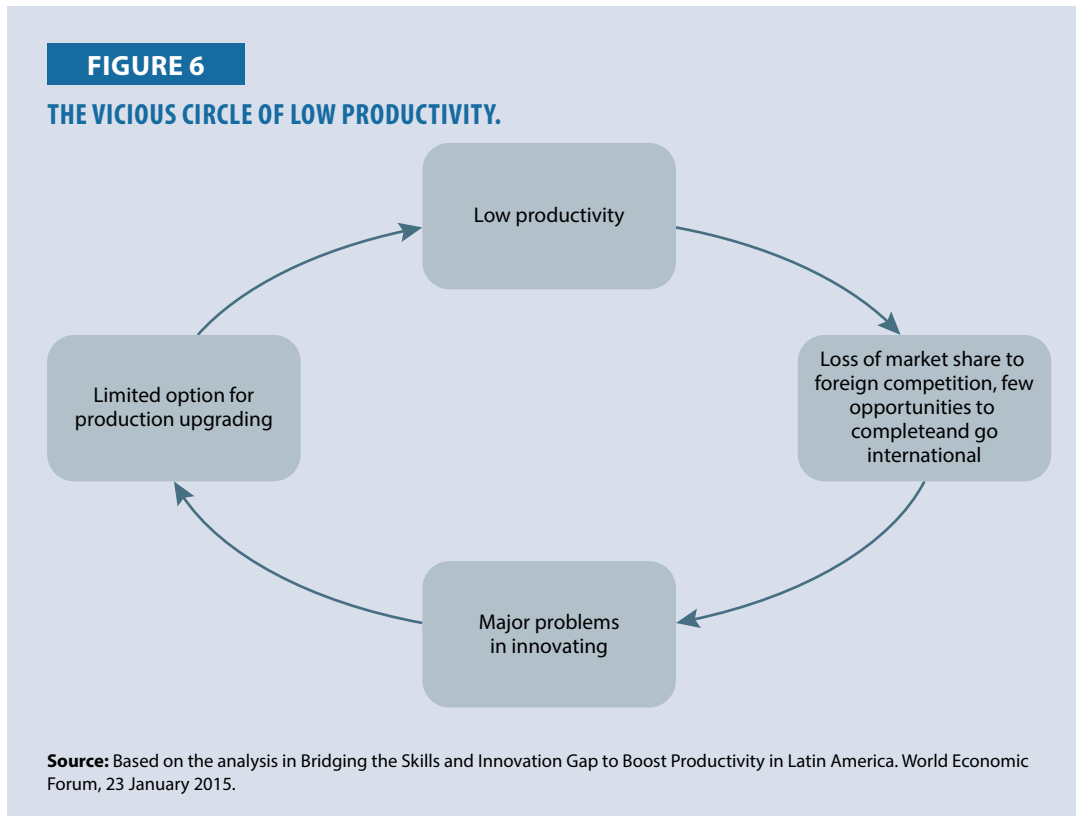 FIGURE 6
THE VICIOUS CIRCLE OF LOW PRODUCTIVITY.
Low productivity
Loss of market share to
foreign competition, few
opportunities to
completeand go
international
Major problems
in innovating
Limited option for
production upgrading
Source: Based on the analysis in Bridging the Skills and Innovation Gap to Boost Productivity in Latin America. World Economic
Forum, 23 January 2015.